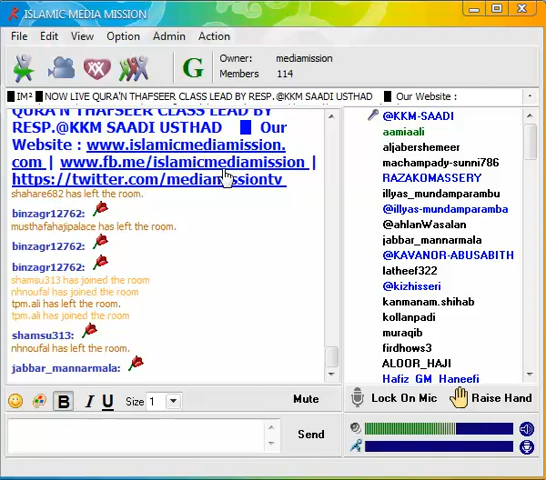 ISLAMIC MEDIA MISSION
File Edit View Option Admin Action
G
Owner: mediamission
Members 114
IM² NOW LIVE QURA'N THAFSEER CLASS LEAD BY RESP.@KKM SAADI USTHAD Our Website :
QURA'N THAFSEER CLASS LEAD BY
RESP.@KKM SAADI USTHAD Our
Website : www.islamicmediamission.
com | www.fb.me/islamicmediamission |
https://twitter.com/mediamissiontv
shahare682 has left the room.
binzagr12762:
musthafahajipalace has left the room.
binzagr12762:
binzagr12762:
shamsu313 has joined the room
nhnoufal has joined the room
tpm.ali has left the room.
tpm.ali has joined the room
shamsu313:
nhnoufal has left the room.
jabbar_mannarmala:
@KKM-SAADI
aamiaali
aljabershemeer
machampady-sunni786
RAZAKOMASSERY
illyas_mundamparambu
@illyas-mundaparamba
@ahlanWasalan
jabbar_mannarmala
@KAVANOR-ABUSABITH
latheef322
@kizhisseri
kanmanam.shihab
kollanpadi
muraqib
firdhows3
ALOOR_HAJI
Hafiz_GM_Haneefi
B I U Size 1 Mute
Lock On Mic Raise Hand
Send